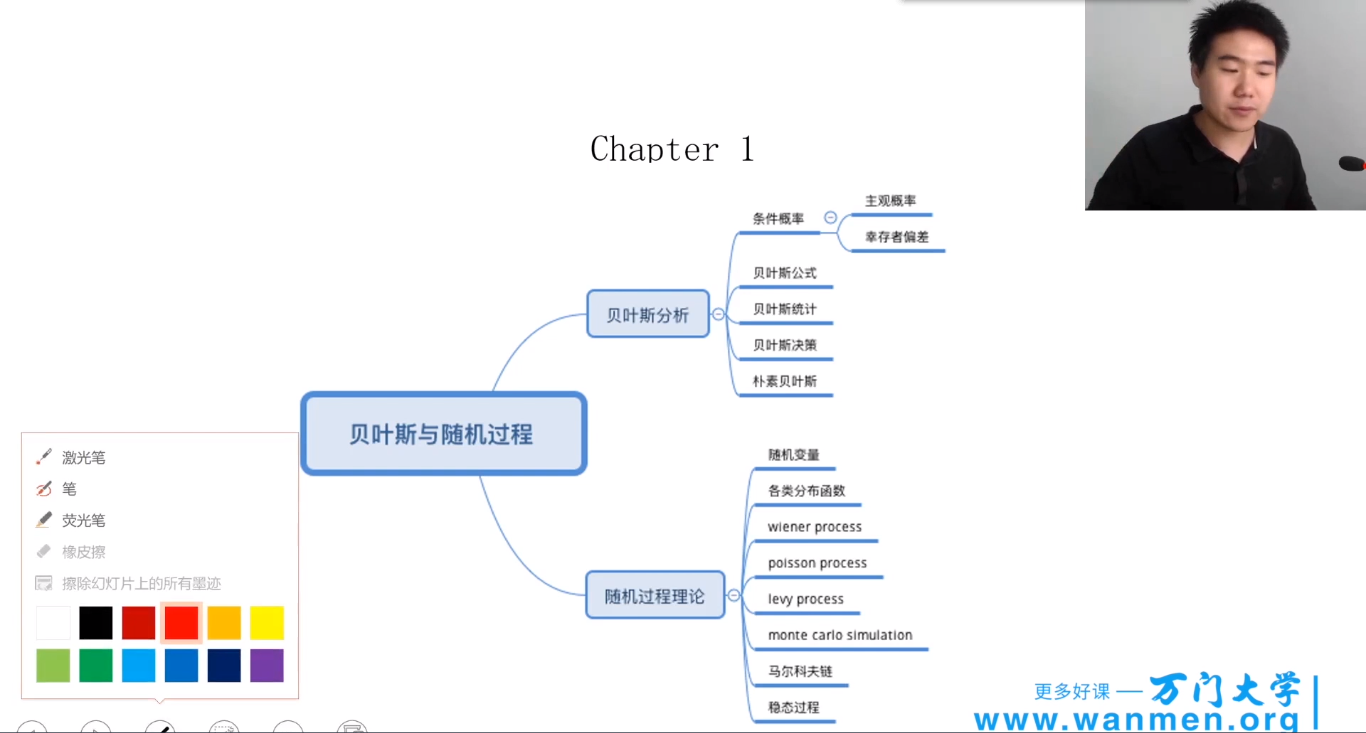 Chapter 1
主观概率
条件概率
幸存者偏差
贝叶斯公式
贝叶斯分析
贝叶斯统计
贝叶斯决策
朴素贝叶斯
贝叶斯与随机过程
随机变量
各类分布函数
wiener process
poisson process
随机过程理论
levy process
monte carlo simulation
马尔科夫链
稳态过程
激光笔
笔
荧光笔
橡皮擦
擦除幻灯片上的所有墨迹
更多好课 — 万门大学
www.wanmen.org